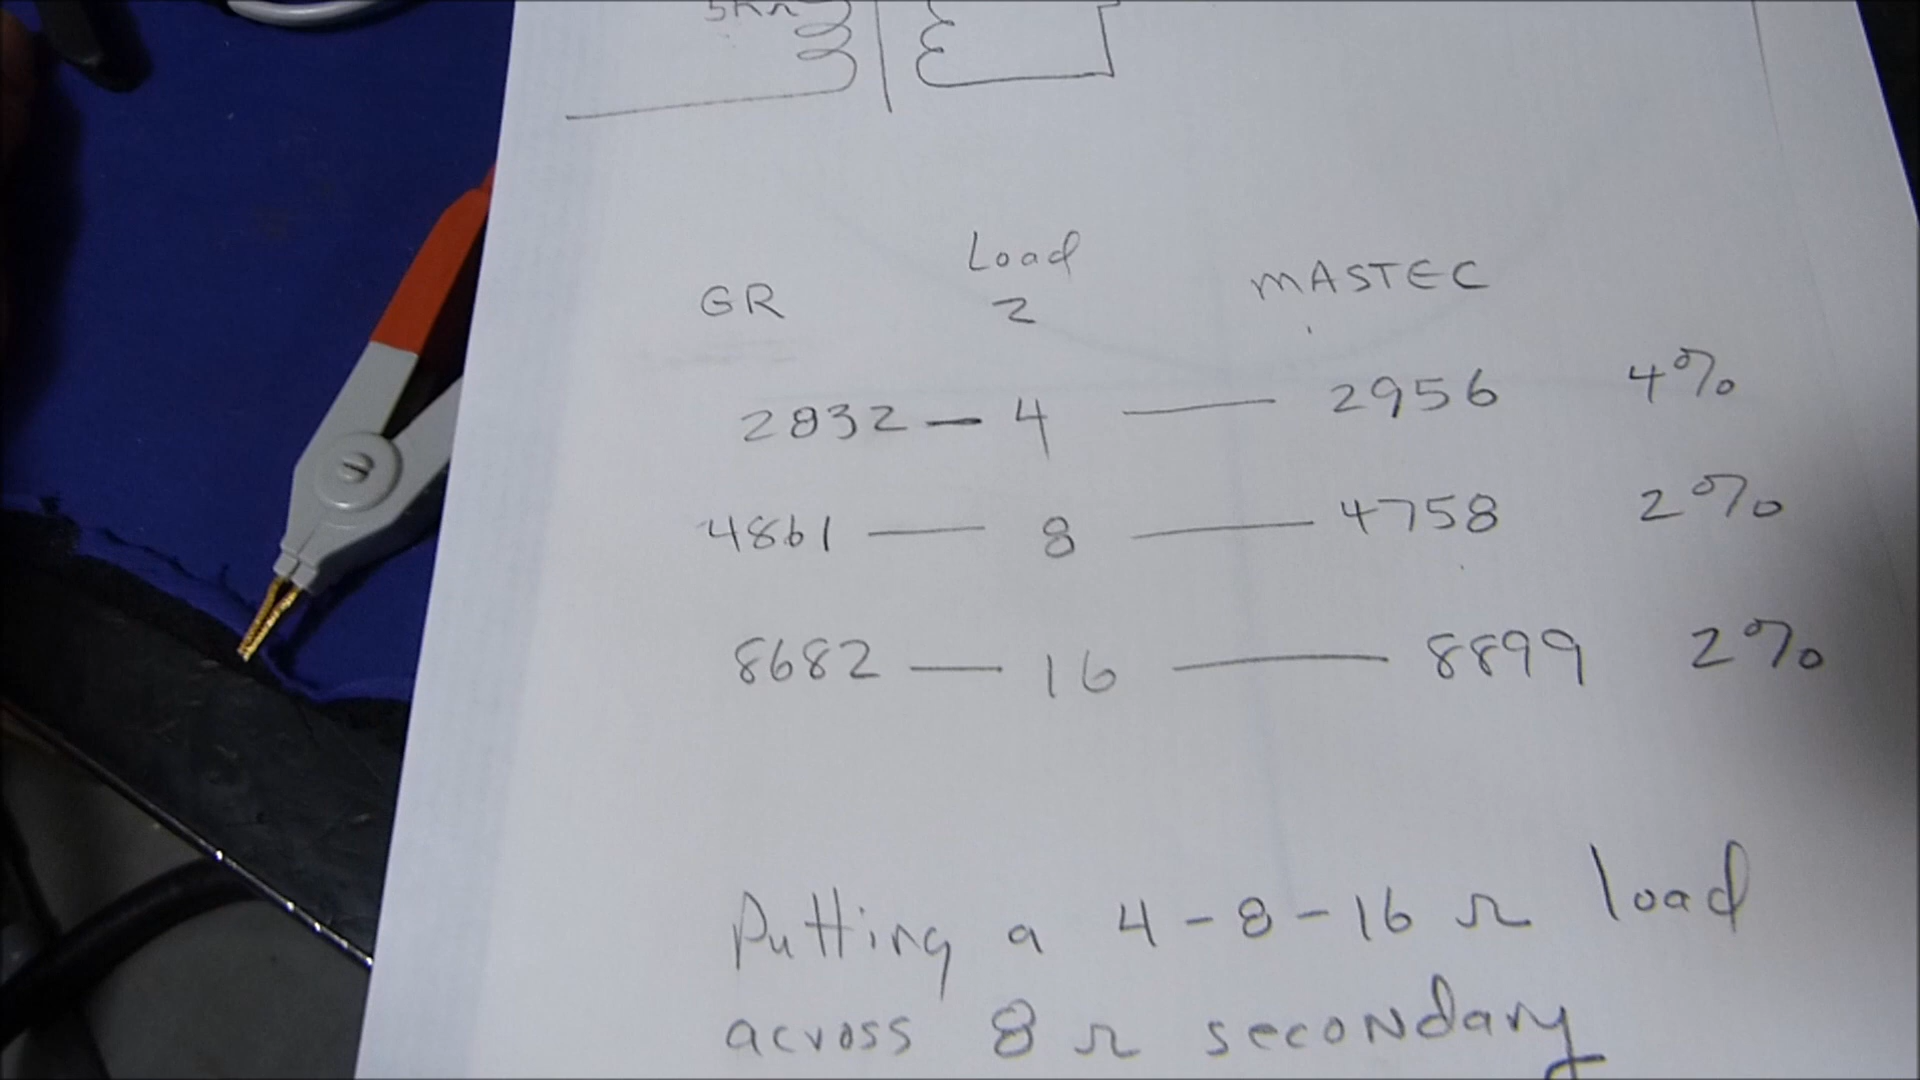 5K Ω
Load
GR Z MASTEC
2832 — 4 — 2956 4%
4861 — 8 — 4758 2%
8682 — 16 — 8899 2%
Putting a 4-8-16 Ω load
across 8 Ω secondary